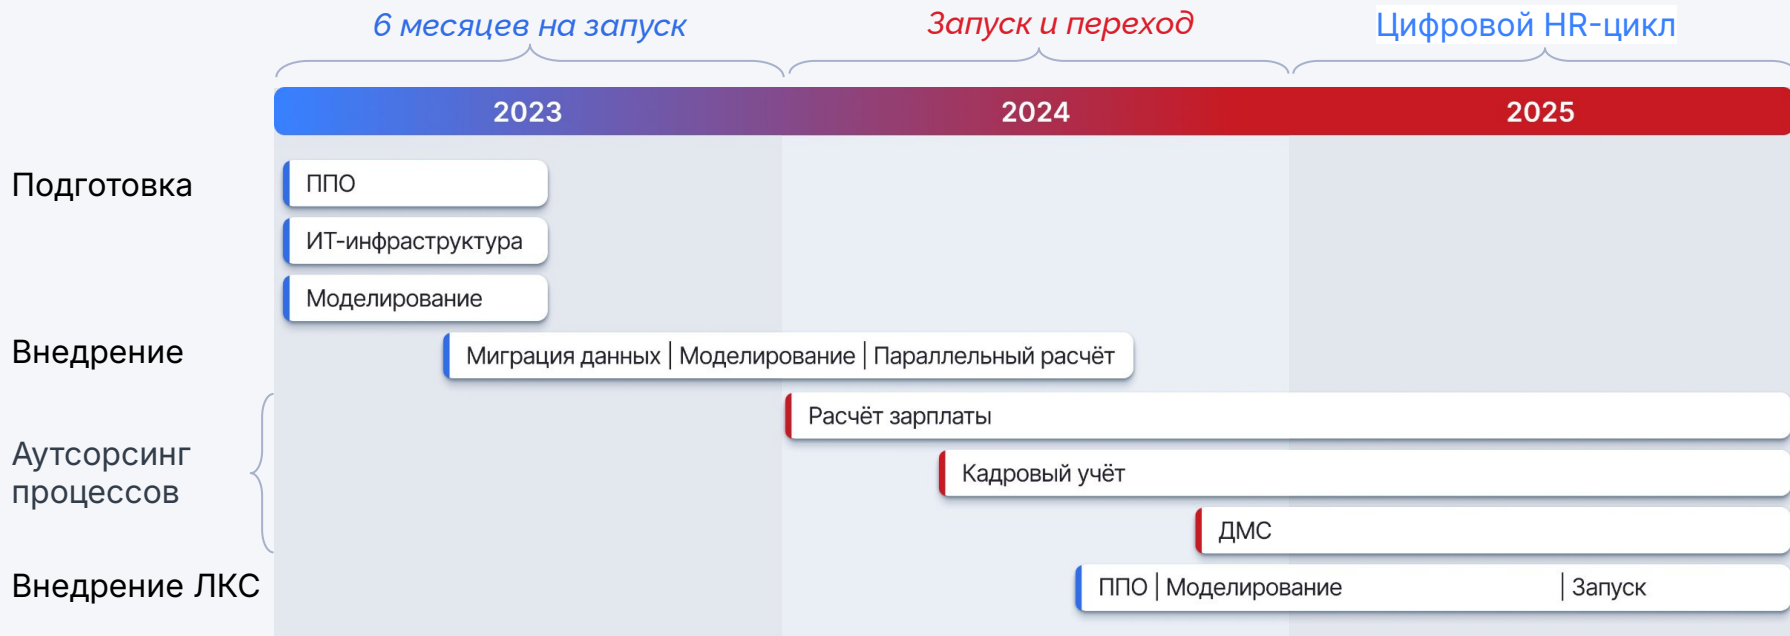 6 месяцев на запуск
Запуск и переход
Цифровой HR-цикл
2023
2024
2025
Подготовка
ППО
ИТ-инфраструктура
Моделирование
Внедрение
Миграция данных | Моделирование | Параллельный расчёт
Аутсорсинг
процессов
Расчёт зарплаты
Кадровый учёт
ДМС
Внедрение ЛКС
ППО | Моделирование | Запуск